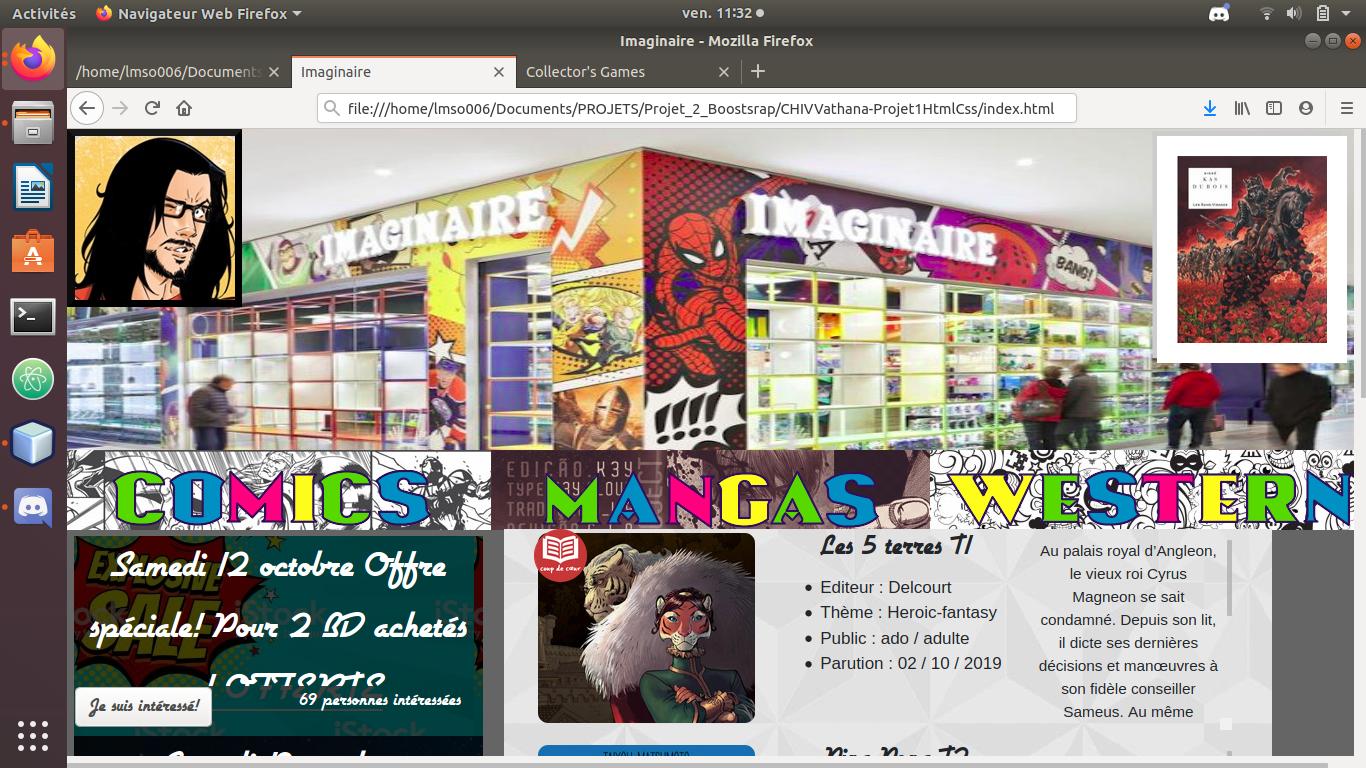 Activités
Navigateur Web Firefox
ven. 11:32
Imaginaire - Mozilla Firefox
/home/lmso006/Documents
Imaginaire
Collector's Games
file:///home/lmso006/Documents/PROJETS/Projet_2_Boostsrap/CHIVVathana-Projet1HtmlCss/index.html
IMAGINAIRE
IMAGINAIRE
BANG!
!!!!
KAS
DUBOIS
COMICS
MANGAS
WESTERN
EDIÇÃO K3Y
EXPLOSIVE
SALE
iStock
Samedi 12 octobre Offre
spéciale! Pour 2 BD achetés
1 OFFERTE
Je suis intéressé!
69 personnes intéressées
coup de cœur
Les 5 terres T1
Editeur : Delcourt
Thème : Heroic-fantasy
Public : ado / adulte
Parution : 02 / 10 / 2019
Au palais royal d'Angleon,
le vieux roi Cyrus
Magneon se sait
condamné. Depuis son lit,
il dicte ses dernières
décisions et manœuvres à
son fidèle conseiller
Sameus. Au même
TAIYOU MATSUMOTO